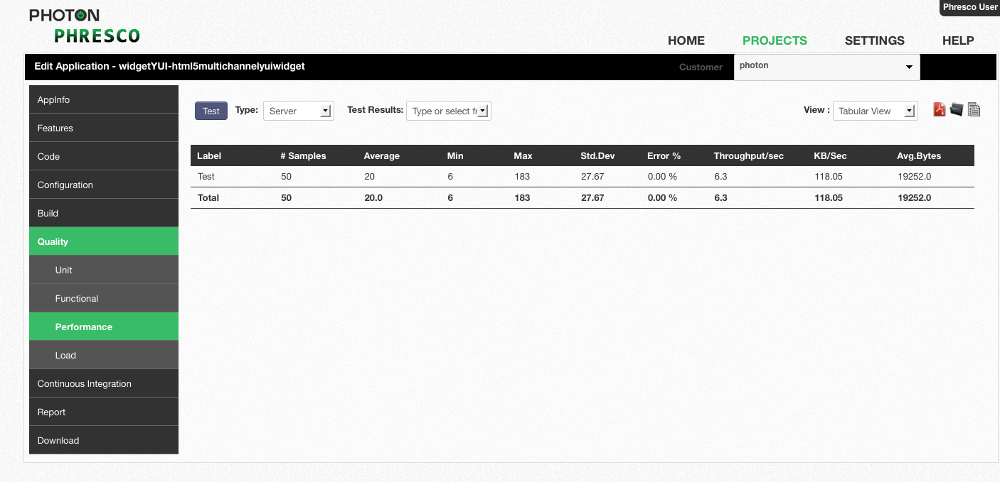 Phresco User
PHOTON
PHRESCO
HOME PROJECTS SETTINGS HELP
Edit Application - widgetYUI-html5multichannelyuiwidget Customer photon
AppInfo
Features
Code
Configuration
Build
Quality
Unit
Functional
Performance
Load
Continuous Integration
Report
Download
Test Type: Server Test Results: Type or select fr View : Tabular View
Label # Samples Average Min Max Std.Dev Error % Throughput/sec KB/Sec Avg.Bytes
Test 50 20 6 183 27.67 0.00 % 6.3 118.05 19252.0
Total 50 20.0 6 183 27.67 0.00 % 6.3 118.05 19252.0